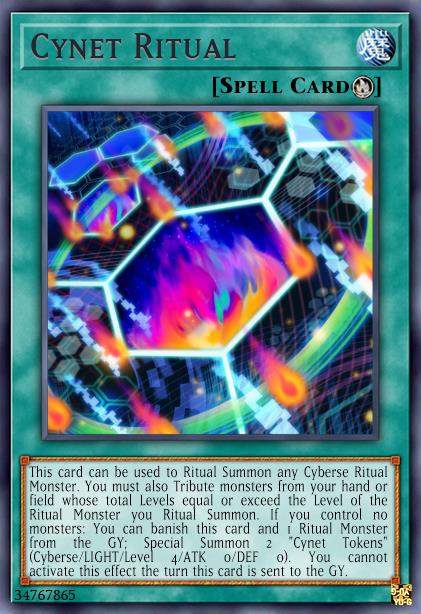 Cynet Ritual
魔
[Spell Card]
This card can be used to Ritual Summon any Cyberse Ritual
Monster. You must also Tribute monsters from your hand or
field whose total Levels equal or exceed the Level of the
Ritual Monster you Ritual Summon. If you control no
monsters: You can banish this card and 1 Ritual Monster
from the GY; Special Summon 2 "Cynet Tokens"
(Cyberse/LIGHT/Level 4/ATK 0/DEF 0). You cannot
activate this effect the turn this card is sent to the GY.
34767865